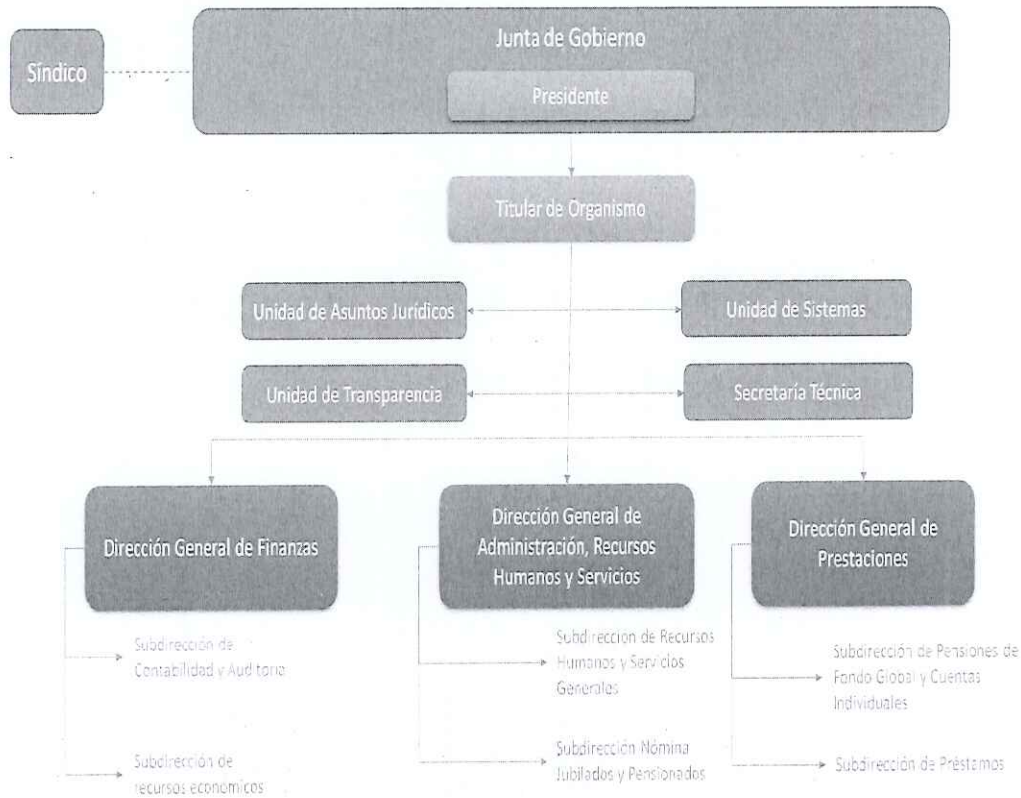 Junta de Gobierno
Síndico
Presidente
Titular de Organismo
Unidad de Asuntos Jurídicos
Unidad de Sistemas
Unidad de Transparencia
Secretaría Técnica
Dirección General de Finanzas
Dirección General de
Administración, Recursos
Humanos y Servicios
Dirección General de
Prestaciones
Subdirección de
Contabilidad y Auditoria
Subdirección de
recursos económicos
Subdirección de Recursos
Humanos y Servicios
Generales
Subdirección Nómina
Jubilados y Pensionados
Subdirección de Pensiones de
Fondo Global y Cuentas
Individuales
Subdirección de Préstamos